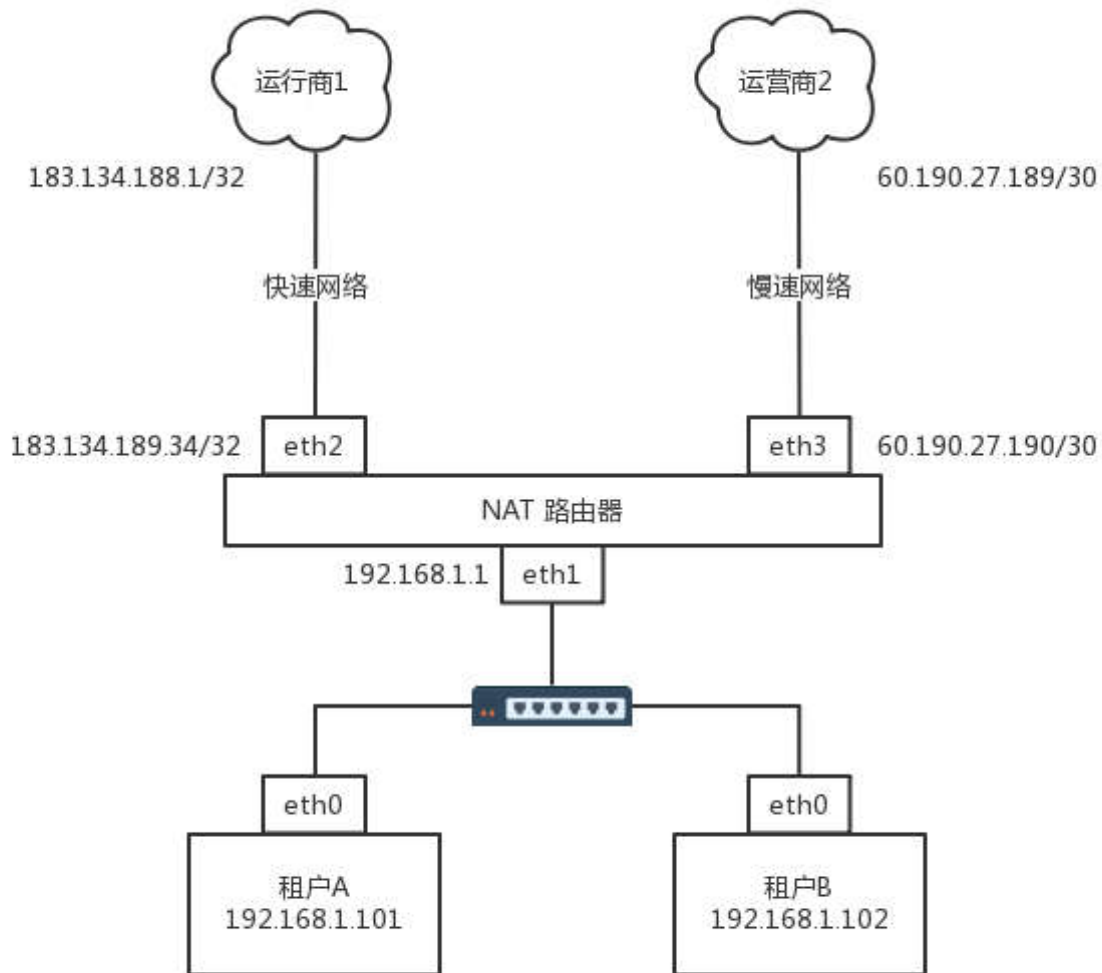 运行商1
运营商2
183.134.188.1/32
60.190.27.189/30
快速网络
慢速网络
183.134.189.34/32
eth2
eth3
60.190.27.190/30
NAT 路由器
192.168.1.1
eth1
eth0
eth0
租户A
192.168.1.101
租户B
192.168.1.102